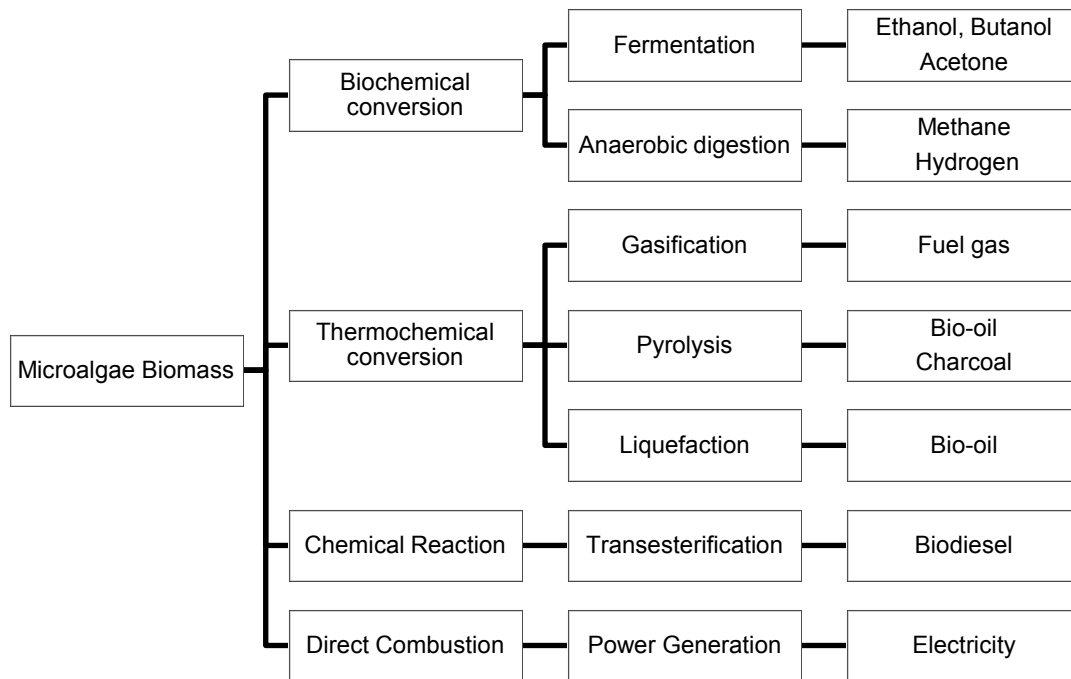 Microalgae Biomass
Biochemical
conversion
Fermentation
Ethanol, Butanol
Acetone
Anaerobic digestion
Methane
Hydrogen
Thermochemical
conversion
Gasification
Fuel gas
Pyrolysis
Bio-oil
Charcoal
Liquefaction
Bio-oil
Chemical Reaction
Transesterification
Biodiesel
Direct Combustion
Power Generation
Electricity